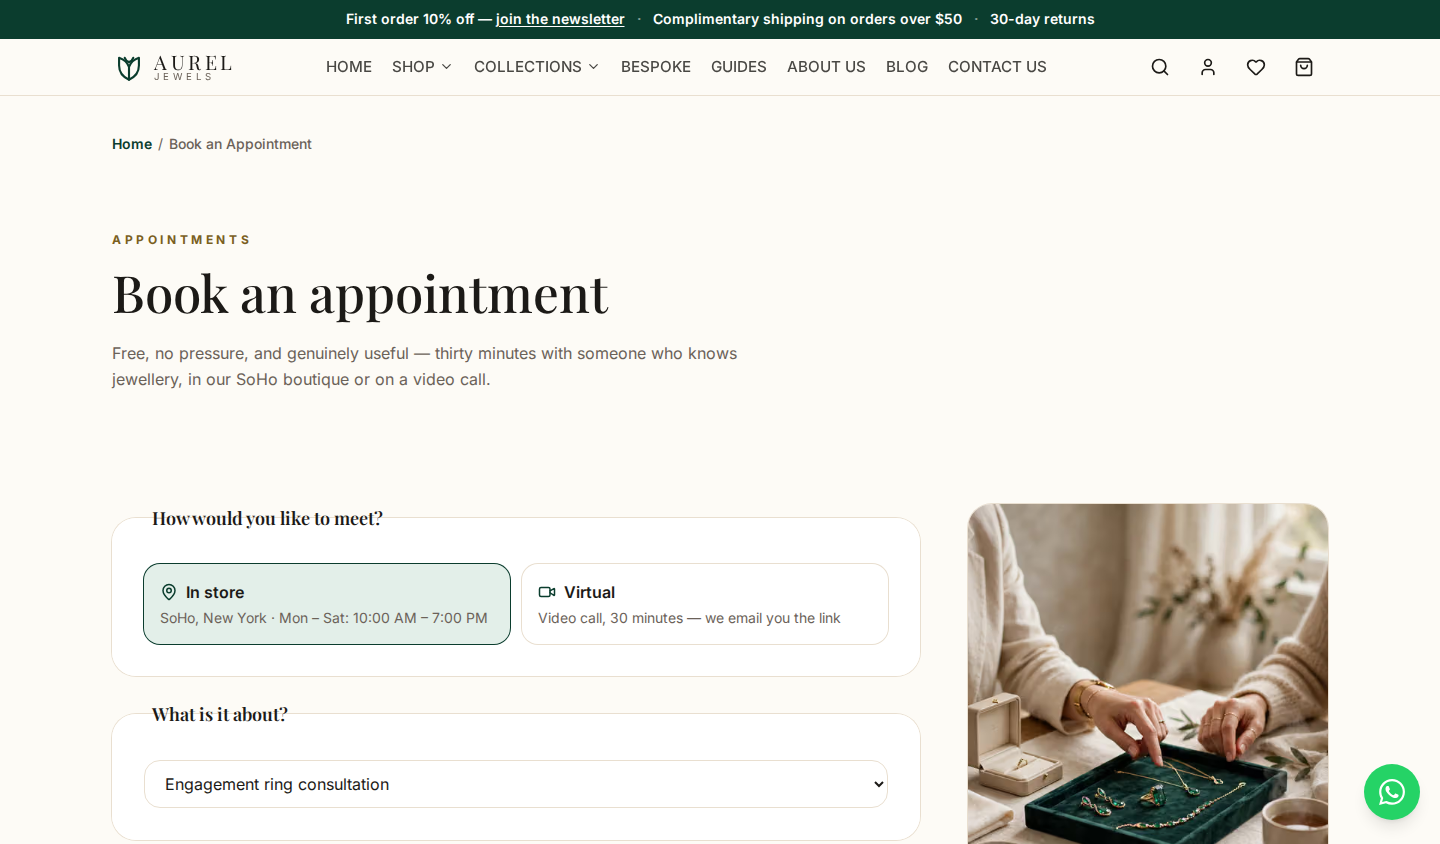 First order 10% off — join the newsletter · Complimentary shipping on orders over $50 · 30-day returns
AUREL
JEWELS
HOME SHOP COLLECTIONS BESPOKE GUIDES ABOUT US BLOG CONTACT US
Home / Book an Appointment
APPOINTMENTS
Book an appointment
Free, no pressure, and genuinely useful — thirty minutes with someone who knows
jewellery, in our SoHo boutique or on a video call.
How would you like to meet?
In store
SoHo, New York · Mon – Sat: 10:00 AM – 7:00 PM
Virtual
Video call, 30 minutes — we email you the link
What is it about?
Engagement ring consultation